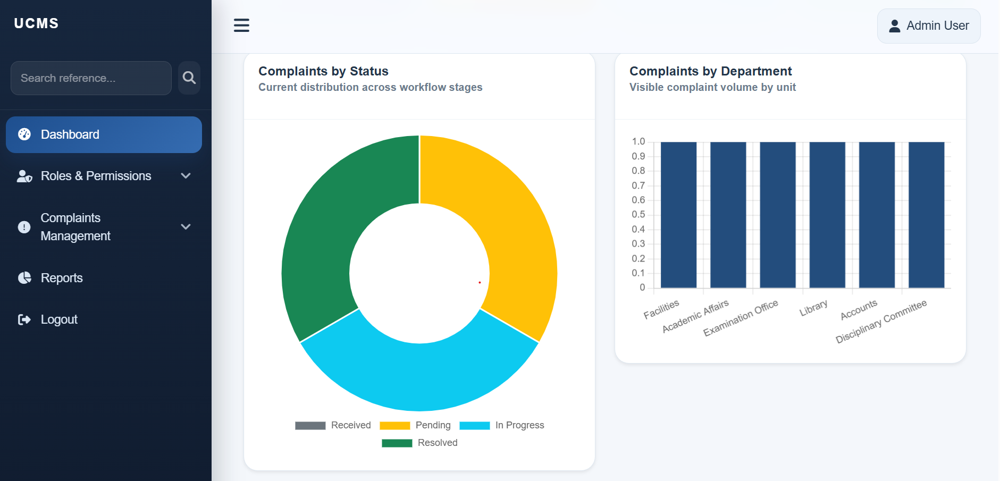 UCMS
Search reference...
Dashboard
Roles & Permissions
Complaints
Management
Reports
Logout
Admin User
Complaints by Status
Current distribution across workflow stages
Received
Pending
In Progress
Resolved
Complaints by Department
Visible complaint volume by unit
1.0
0.9
0.8
0.7
0.6
0.5
0.4
0.3
0.2
0.1
0
Facilities
Academic Affairs
Examination Office
Library
Accounts
Disciplinary Committee